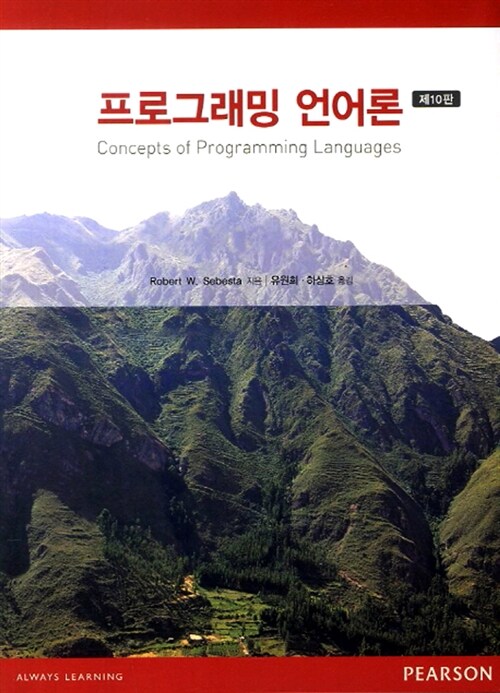 프로그래밍 언어론 제10판
Concepts of Programming Languages
Robert W. Sebesta 지은 | 유원희 · 하상호 옮김
ALWAYS LEARNING PEARSON